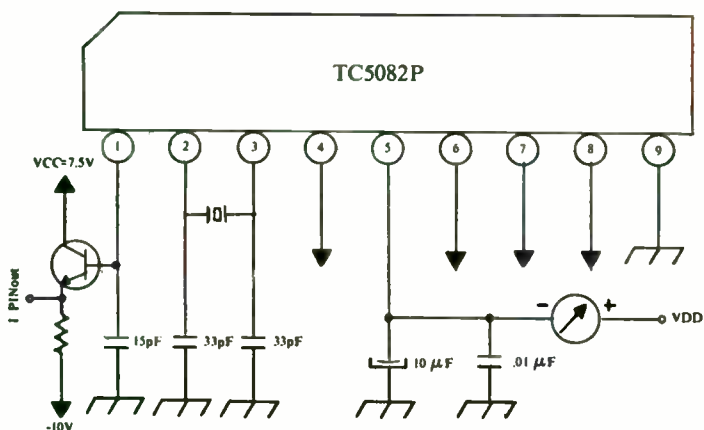 TC5082P
1 2 3 4 5 6 7 8 9
VCC=7.5V
1 PINout
15pF 33pF 33pF
10 μF .01 μF
- +
VDD
-10V